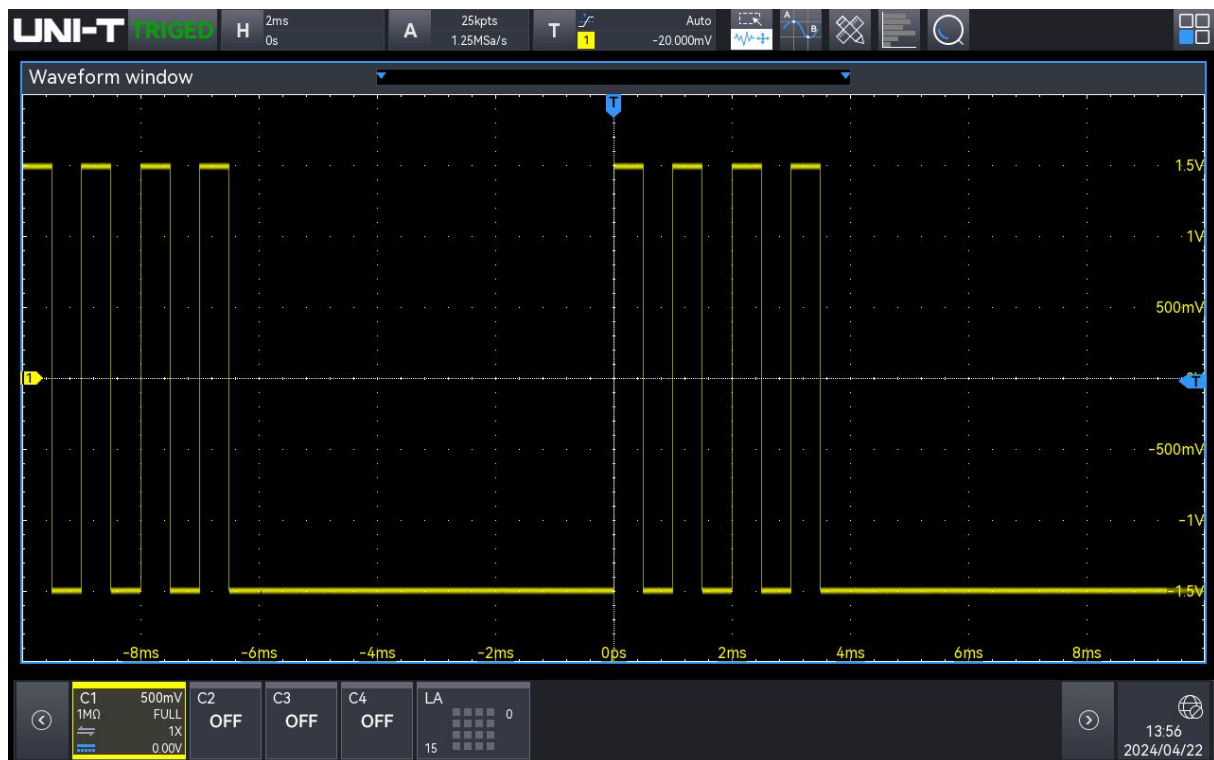 UNI-T TRIGED H 2ms A 25kpts T Auto
0s 1.25MSa/s 1 -20.000mV
Waveform window
T
1.5V
1V
500mV
1
T
-500mV
-1V
-1.5V
-8ms -6ms -4ms -2ms 0ps 2ms 4ms 6ms 8ms
C1 500mV C2 C3 C4 LA
1MΩ FULL OFF OFF OFF 0
1X
0.00V 15
13:56
2024/04/22